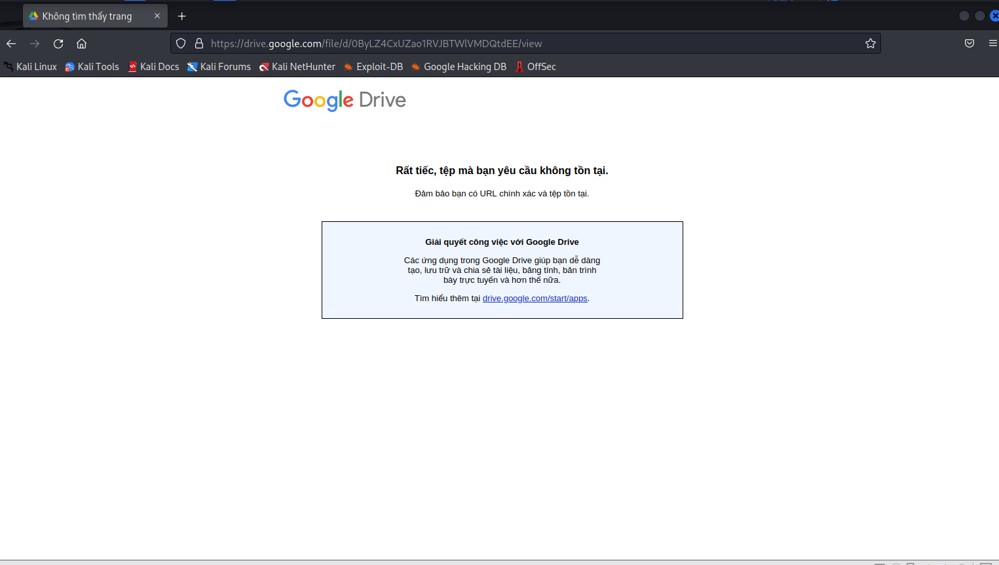 Không tìm thấy trang
https://drive.google.com/file/d/0ByLZ4CxUZao1RVJBTWlVMDQtdEE/view
Kali Linux Kali Tools Kali Docs Kali Forums Kali NetHunter Exploit-DB Google Hacking DB OffSec
Google Drive
Rất tiếc, tệp mà bạn yêu cầu không tồn tại.
Đảm bảo bạn có URL chính xác và tệp tồn tại.
Giải quyết công việc với Google Drive
Các ứng dụng trong Google Drive giúp bạn dễ dàng
tạo, lưu trữ và chia sẻ tài liệu, bảng tính, bản trình
bày trực tuyến và hơn thế nữa.
Tìm hiểu thêm tại drive.google.com/start/apps.